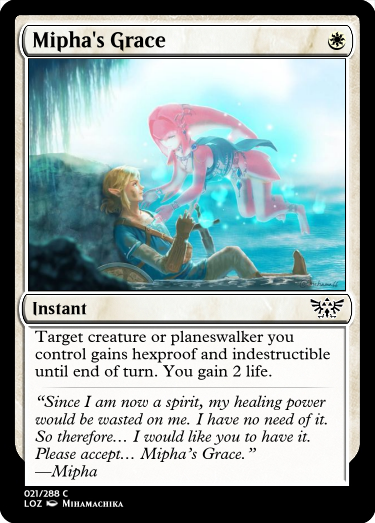 Mipha's Grace
Instant
Target creature or planeswalker you
control gains hexproof and indestructible
until end of turn. You gain 2 life.
“Since I am now a spirit, my healing power
would be wasted on me. I have no need of it.
So therefore… I would like you to have it.
Please accept… Mipha's Grace.”
—Mipha
021/288 C
LOZ Mihamachika